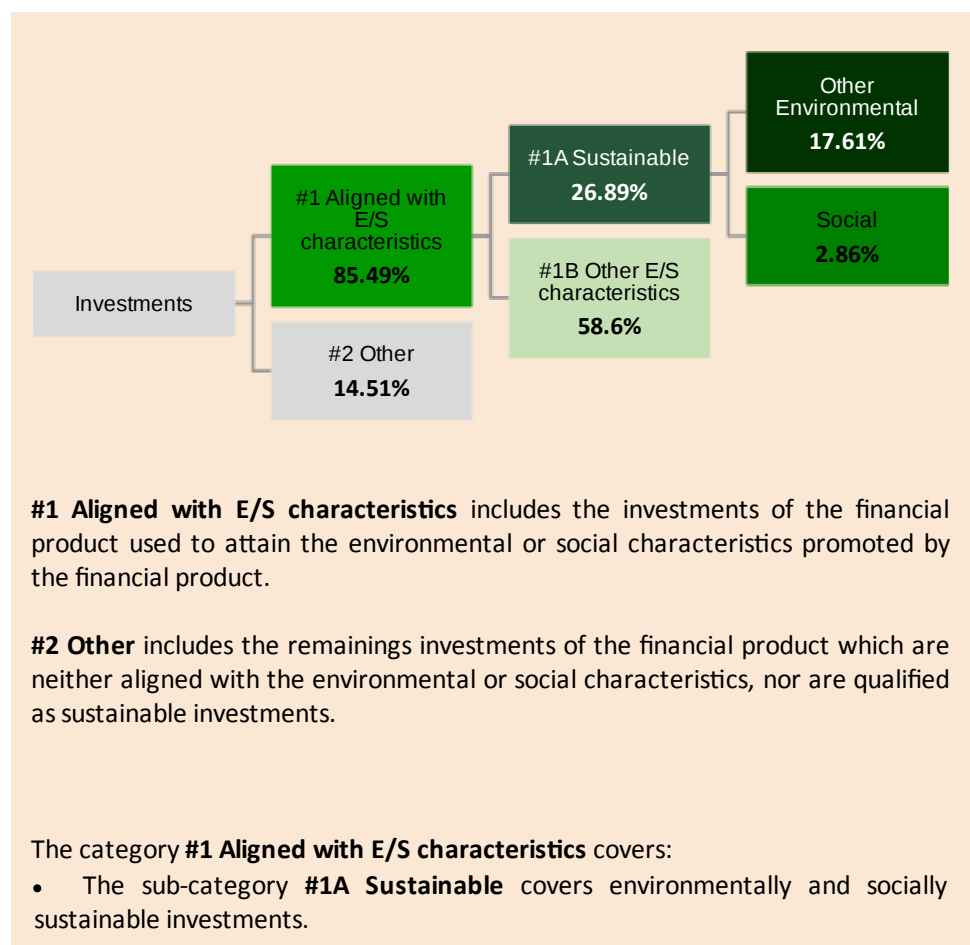 Other
Environmental
17.61%
#1A Sustainable
26.89%
#1 Aligned with
E/S
characteristics
85.49%
Social
2.86%
#1B Other E/S
characteristics
58.6%
Investments
#2 Other
14.51%
#1 Aligned with E/S characteristics includes the investments of the financial
product used to attain the environmental or social characteristics promoted by
the financial product.
#2 Other includes the remainings investments of the financial product which are
neither aligned with the environmental or social characteristics, nor are qualified
as sustainable investments.
The category #1 Aligned with E/S characteristics covers:
• The sub-category #1A Sustainable covers environmentally and socially
sustainable investments.